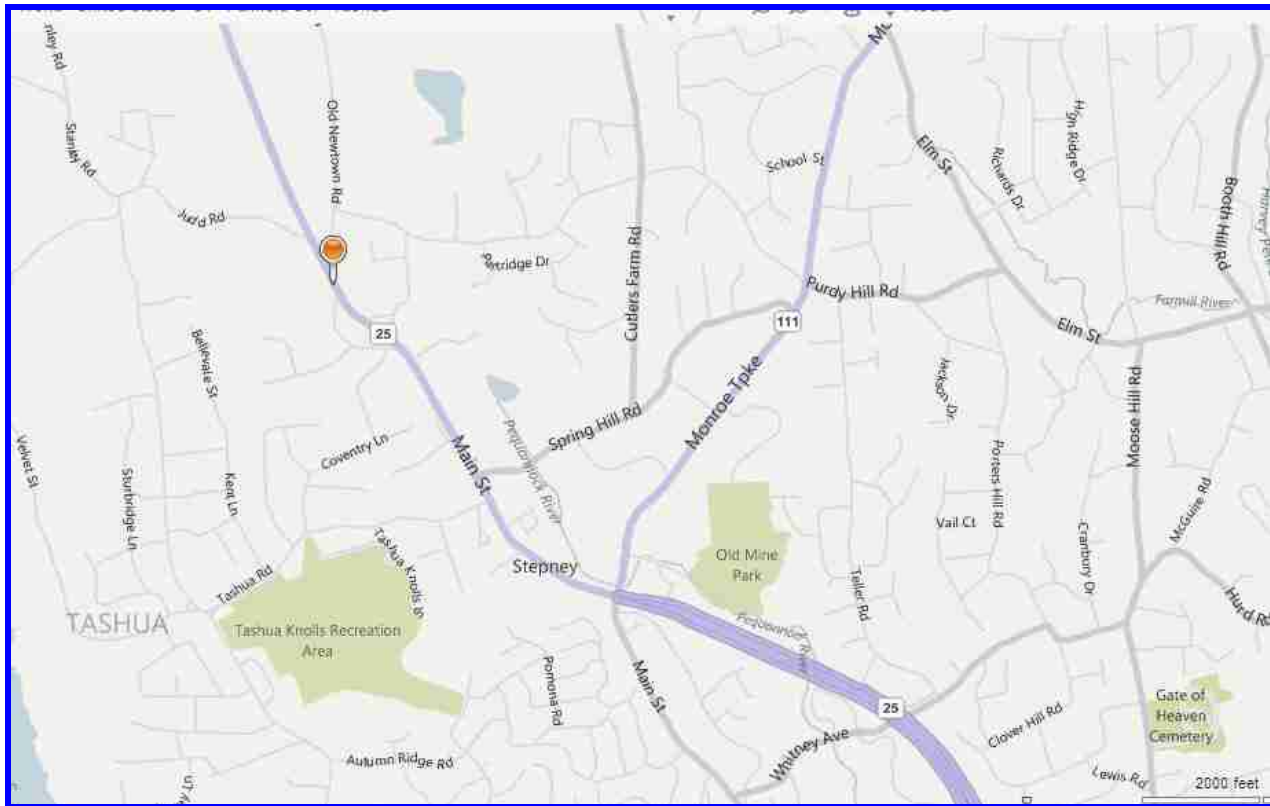 Stanley Rd
Old Newtown Rd
Judd Rd
Partridge Dr
Cutlers Farm Rd
School St
Elm St
Richards Dr
High Ridge Dr
Booth Hill Rd
Purdy Hill Rd
111
Farmill River
Elm St
25
Bellevale St
Coventry Ln
Main St
Spring Hill Rd
Pequannock River
Monroe Tpke
Jackson Dr
Porters Hill Rd
Moose Hill Rd
McGuire Rd
Velvet St
Sturbridge Ln
Kent Ln
Tashua Rd
Tashua Knolls ln
Stepney
Old Mine
Park
Vail Ct
Cranbury Dr
Teller Rd
Hurd
TASHUA
Tashua Knolls Recreation
Area
Pequannock River
Pomona Rd
Main St
25
Whitney Ave
Clover Hill Rd
Gate of
Heaven
Cemetery
Autumn Ridge Rd
Lewis Rd
2000 feet